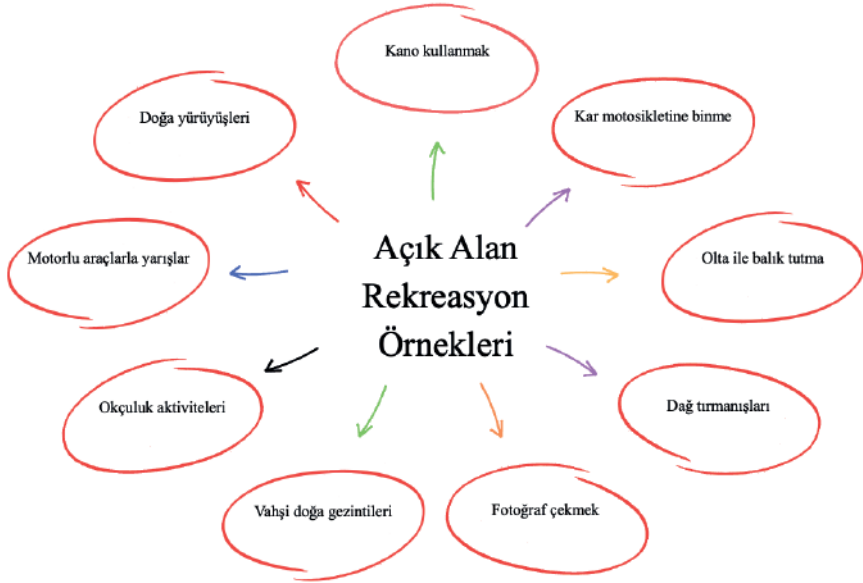 Kano kullanmak
Doğa yürüyüşleri
Kar motosikletine binme
Motorlu araçlarla yarışlar
Açık Alan
Rekreasyon
Örnekleri
Olta ile balık tutma
Okçuluk aktiviteleri
Dağ tırmanışları
Vahşi doğa gezintileri
Fotoğraf çekmek